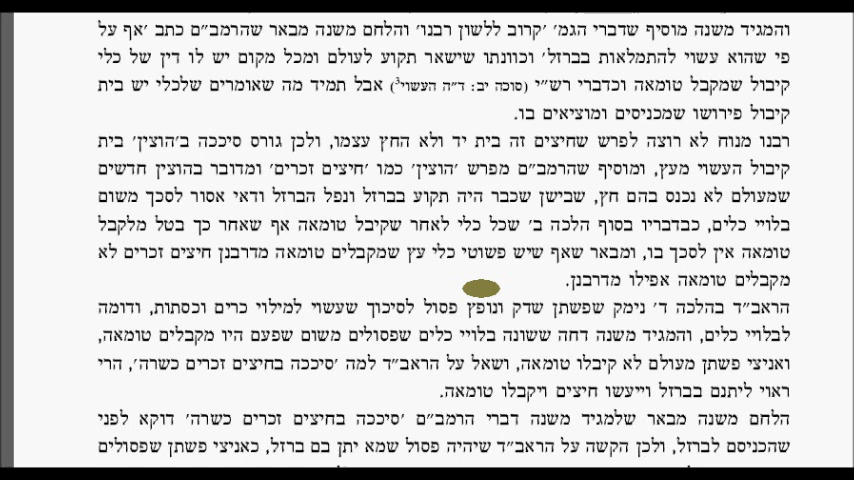 והמגיד משנה מוסיף שדברי הגמ׳ ׳קרוב ללשון רבנו׳ והלחם משנה מבאר שהרמב״ם כתב ׳אף על
פי שהוא עשוי להתמלאות בברזל׳ וכוונתו שישאר תקוע לעולם ומכל מקום יש לו דין של כלי
קיבול שמקבל טומאה וכדברי רש״י (סוכה יב: ד״ה העשוי3) אבל תמיד מה שאומרים שלכלי יש בית
קיבול פירושו שמכניסים ומוציאים בו.
רבנו מנוח לא רוצה לפרש שחיצים זה בית יד ולא החץ עצמו, ולכן גורס סיככה ב׳הוצין׳ בית
קיבול העשוי מעץ, ומוסיף שהרמב״ם מפרש ׳הוצין׳ כמו ׳חיצים זכרים׳ ומדובר בהוצין חדשים
שמעולם לא נכנס בהם חץ, שבישן שכבר היה תקוע בברזל ונפל הברזל ודאי אסור לסכך משום
בלויי כלים, כבדבריו בסוף הלכה ב׳ שכל כלי לאחר שקיבל טומאה אף שאחר כך בטל מלקבל
טומאה אין לסכך בו, ומבאר שאף שיש פשוטי כלי עץ שמקבלים טומאה מדרבנן חיצים זכרים לא
מקבלים טומאה אפילו מדרבנן.
הראב״ד בהלכה ד׳ נימק שפשתן שדק ונופץ פסול לסיכוך שעשוי למילוי כרים וכסתות, ודומה
לבלויי כלים, והמגיד משנה דחה ששונה בלויי כלים שפסולים משום שפעם היו מקבלים טומאה,
ואניצי פשתן מעולם לא קיבלו טומאה, ושאל על הראב״ד למה ׳סיככה בחיצים זכרים כשרה׳, הרי
ראוי ליתנם בברזל וייעשו חיצים ויקבלו טומאה.
הלחם משנה מבאר שלמגיד משנה דברי הרמב״ם ׳סיככה בחיצים זכרים כשרה׳ דוקא לפני
שהכניסם לברזל, ולכן הקשה על הראב״ד שיהיה פסול שמא יתן בם ברזל, כאניצי פשתן שפסולים